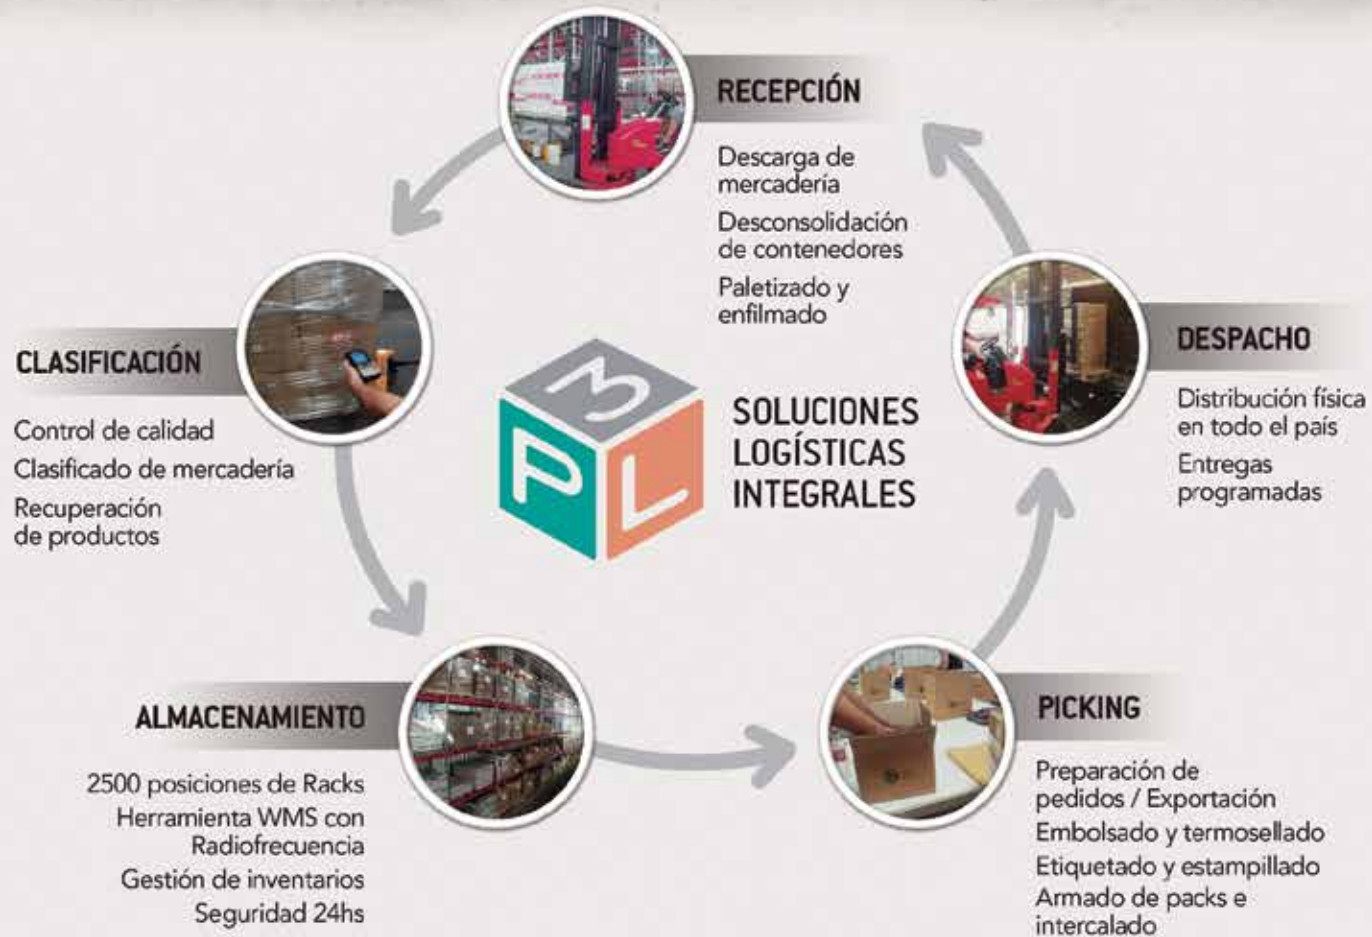 RECEPCIÓN
Descarga de
mercadería
Desconsolidación
de contenedores
Paletizado y
enfilmado
CLASIFICACIÓN
Control de calidad
Clasificado de mercadería
Recuperación
de productos
3
P
L
SOLUCIONES
LOGÍSTICAS
INTEGRALES
DESPACHO
Distribución física
en todo el país
Entregas
programadas
ALMACENAMIENTO
2500 posiciones de Racks
Herramienta WMS con
Radiofrecuencia
Gestión de inventarios
Seguridad 24hs
PICKING
Preparación de
pedidos / Exportación
Embolsado y termosellado
Etiquetado y estampillado
Armado de packs e
intercalado